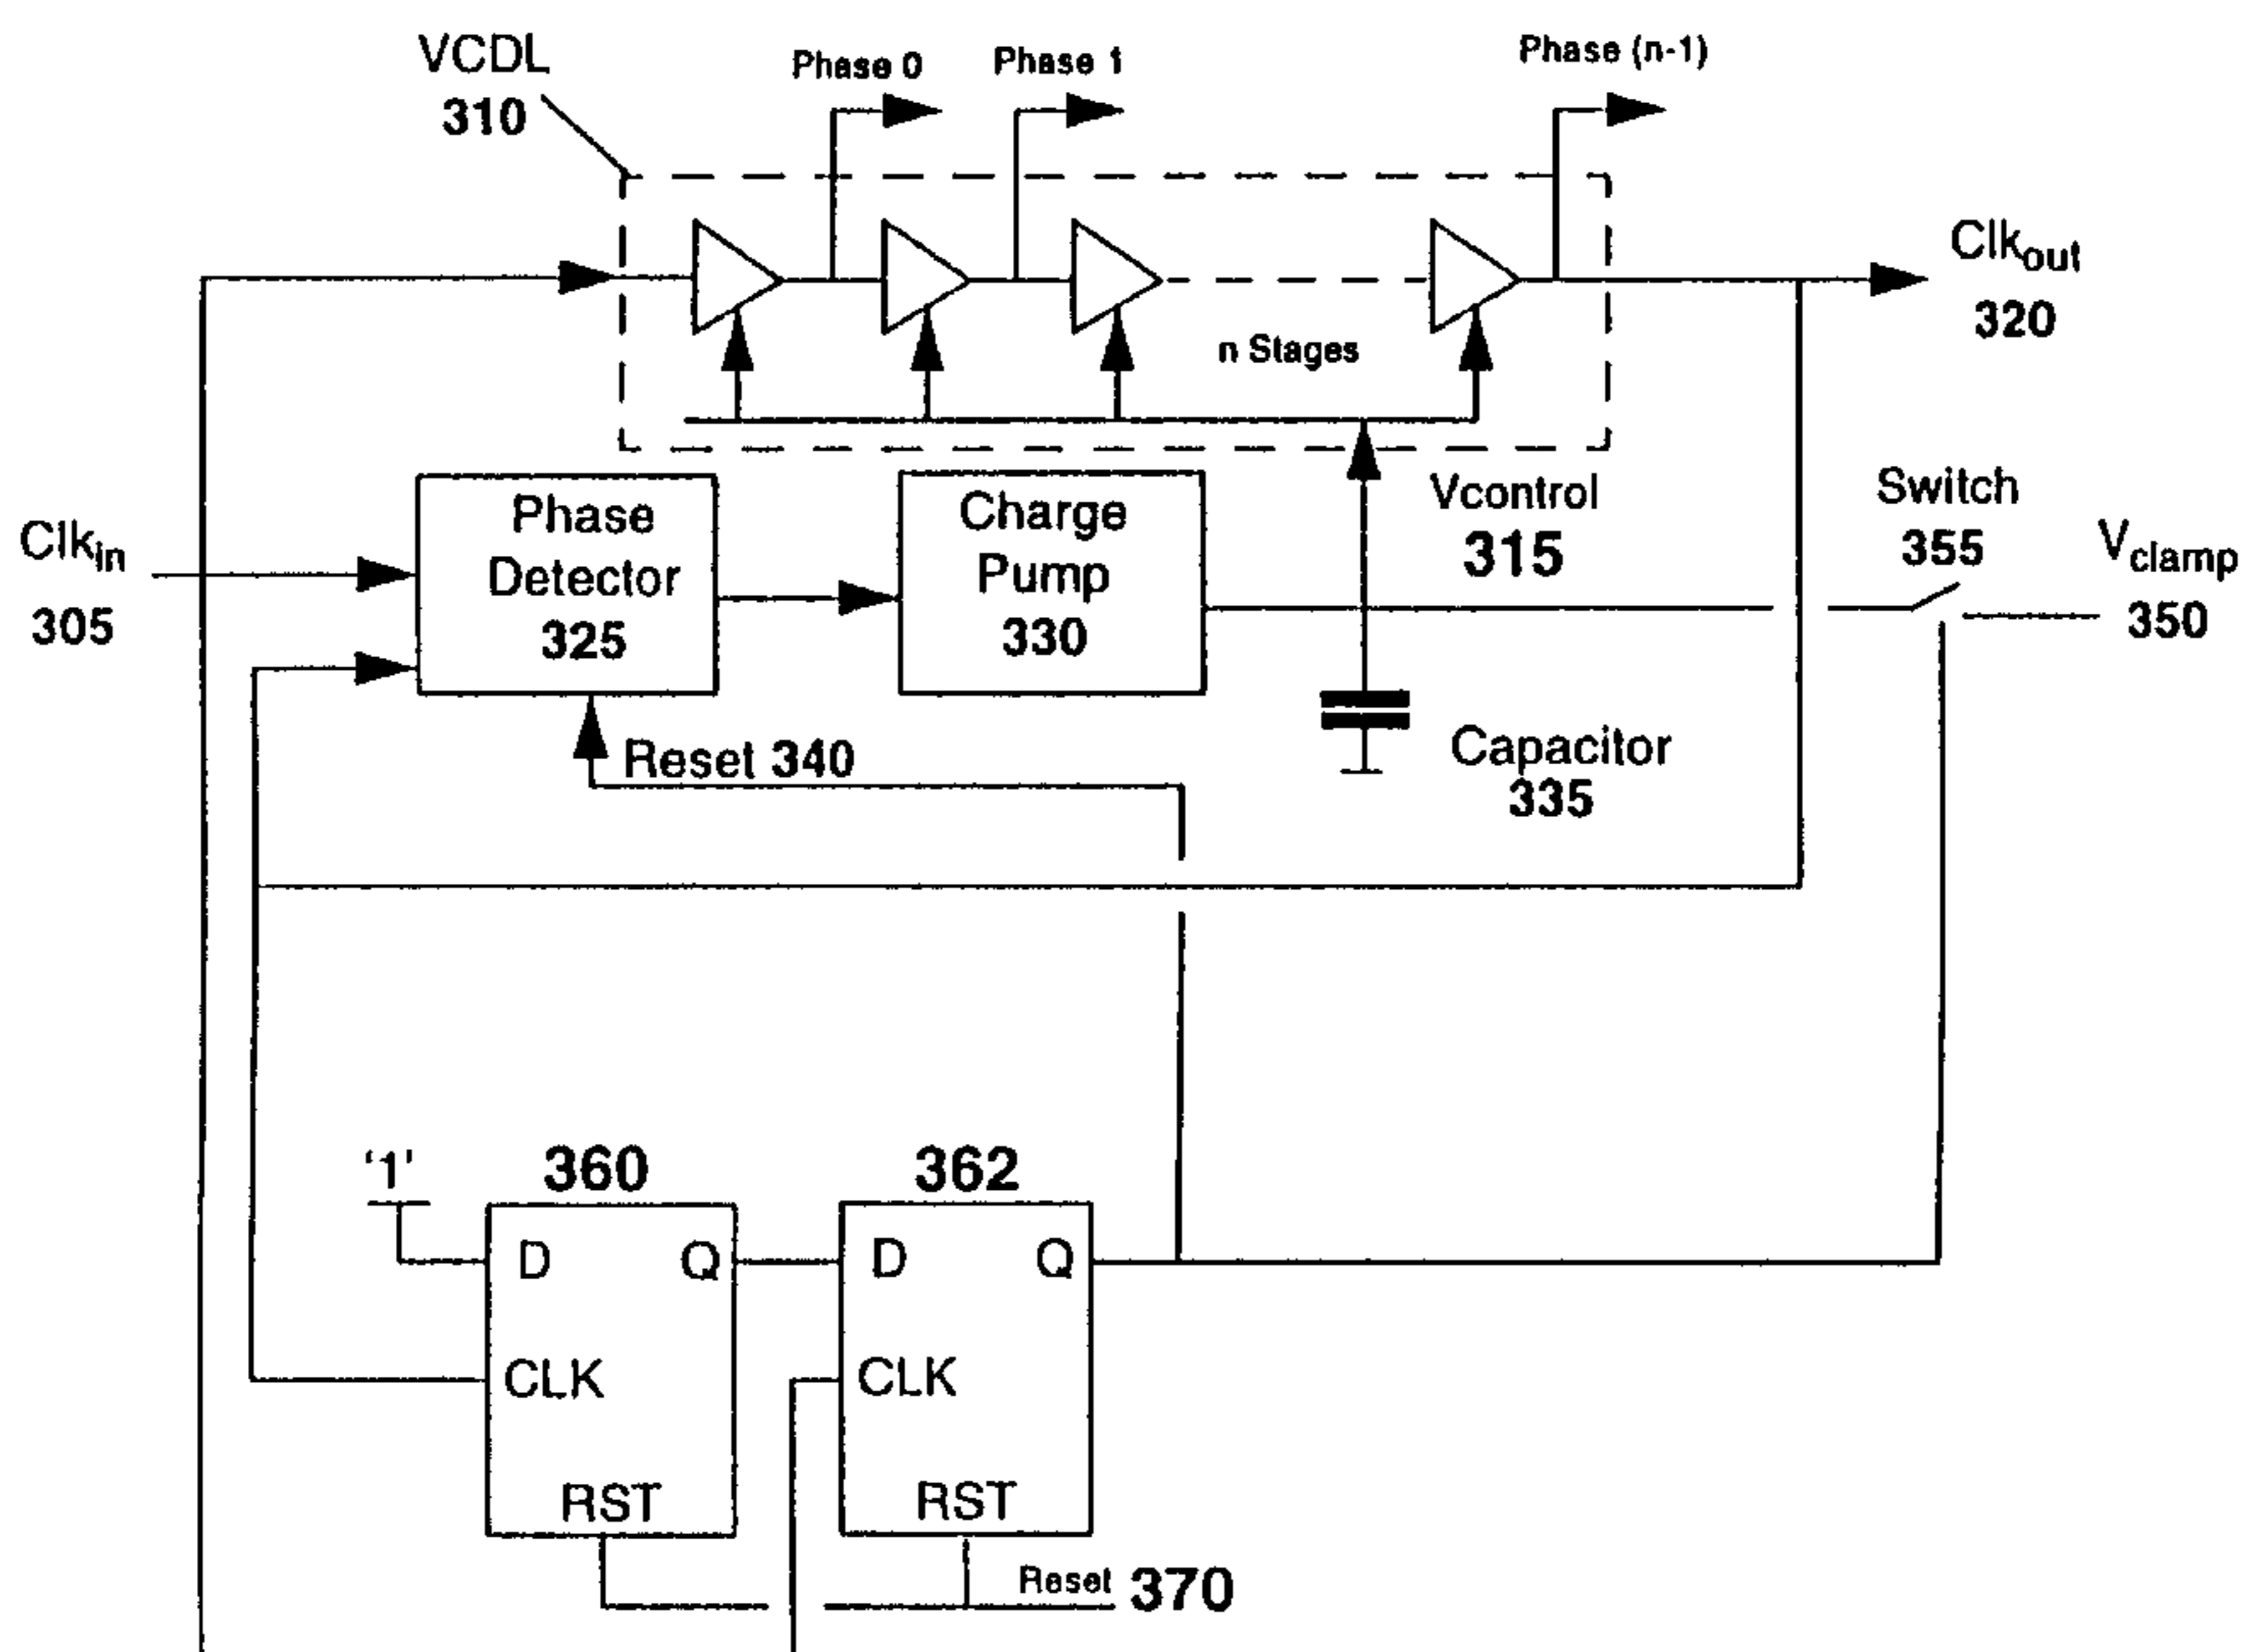 VCDL
310
Phase 0
Phase 1
Phase (n-1)
Clkout
320
n Stages
Clkin
305
Phase
Detector
325
Charge
Pump
330
Vcontrol
315
Switch
355
Vclamp
350
Reset 340
Capacitor
335
'1'
360
362
D
Q
D
Q
CLK
CLK
RST
RST
Reset 370